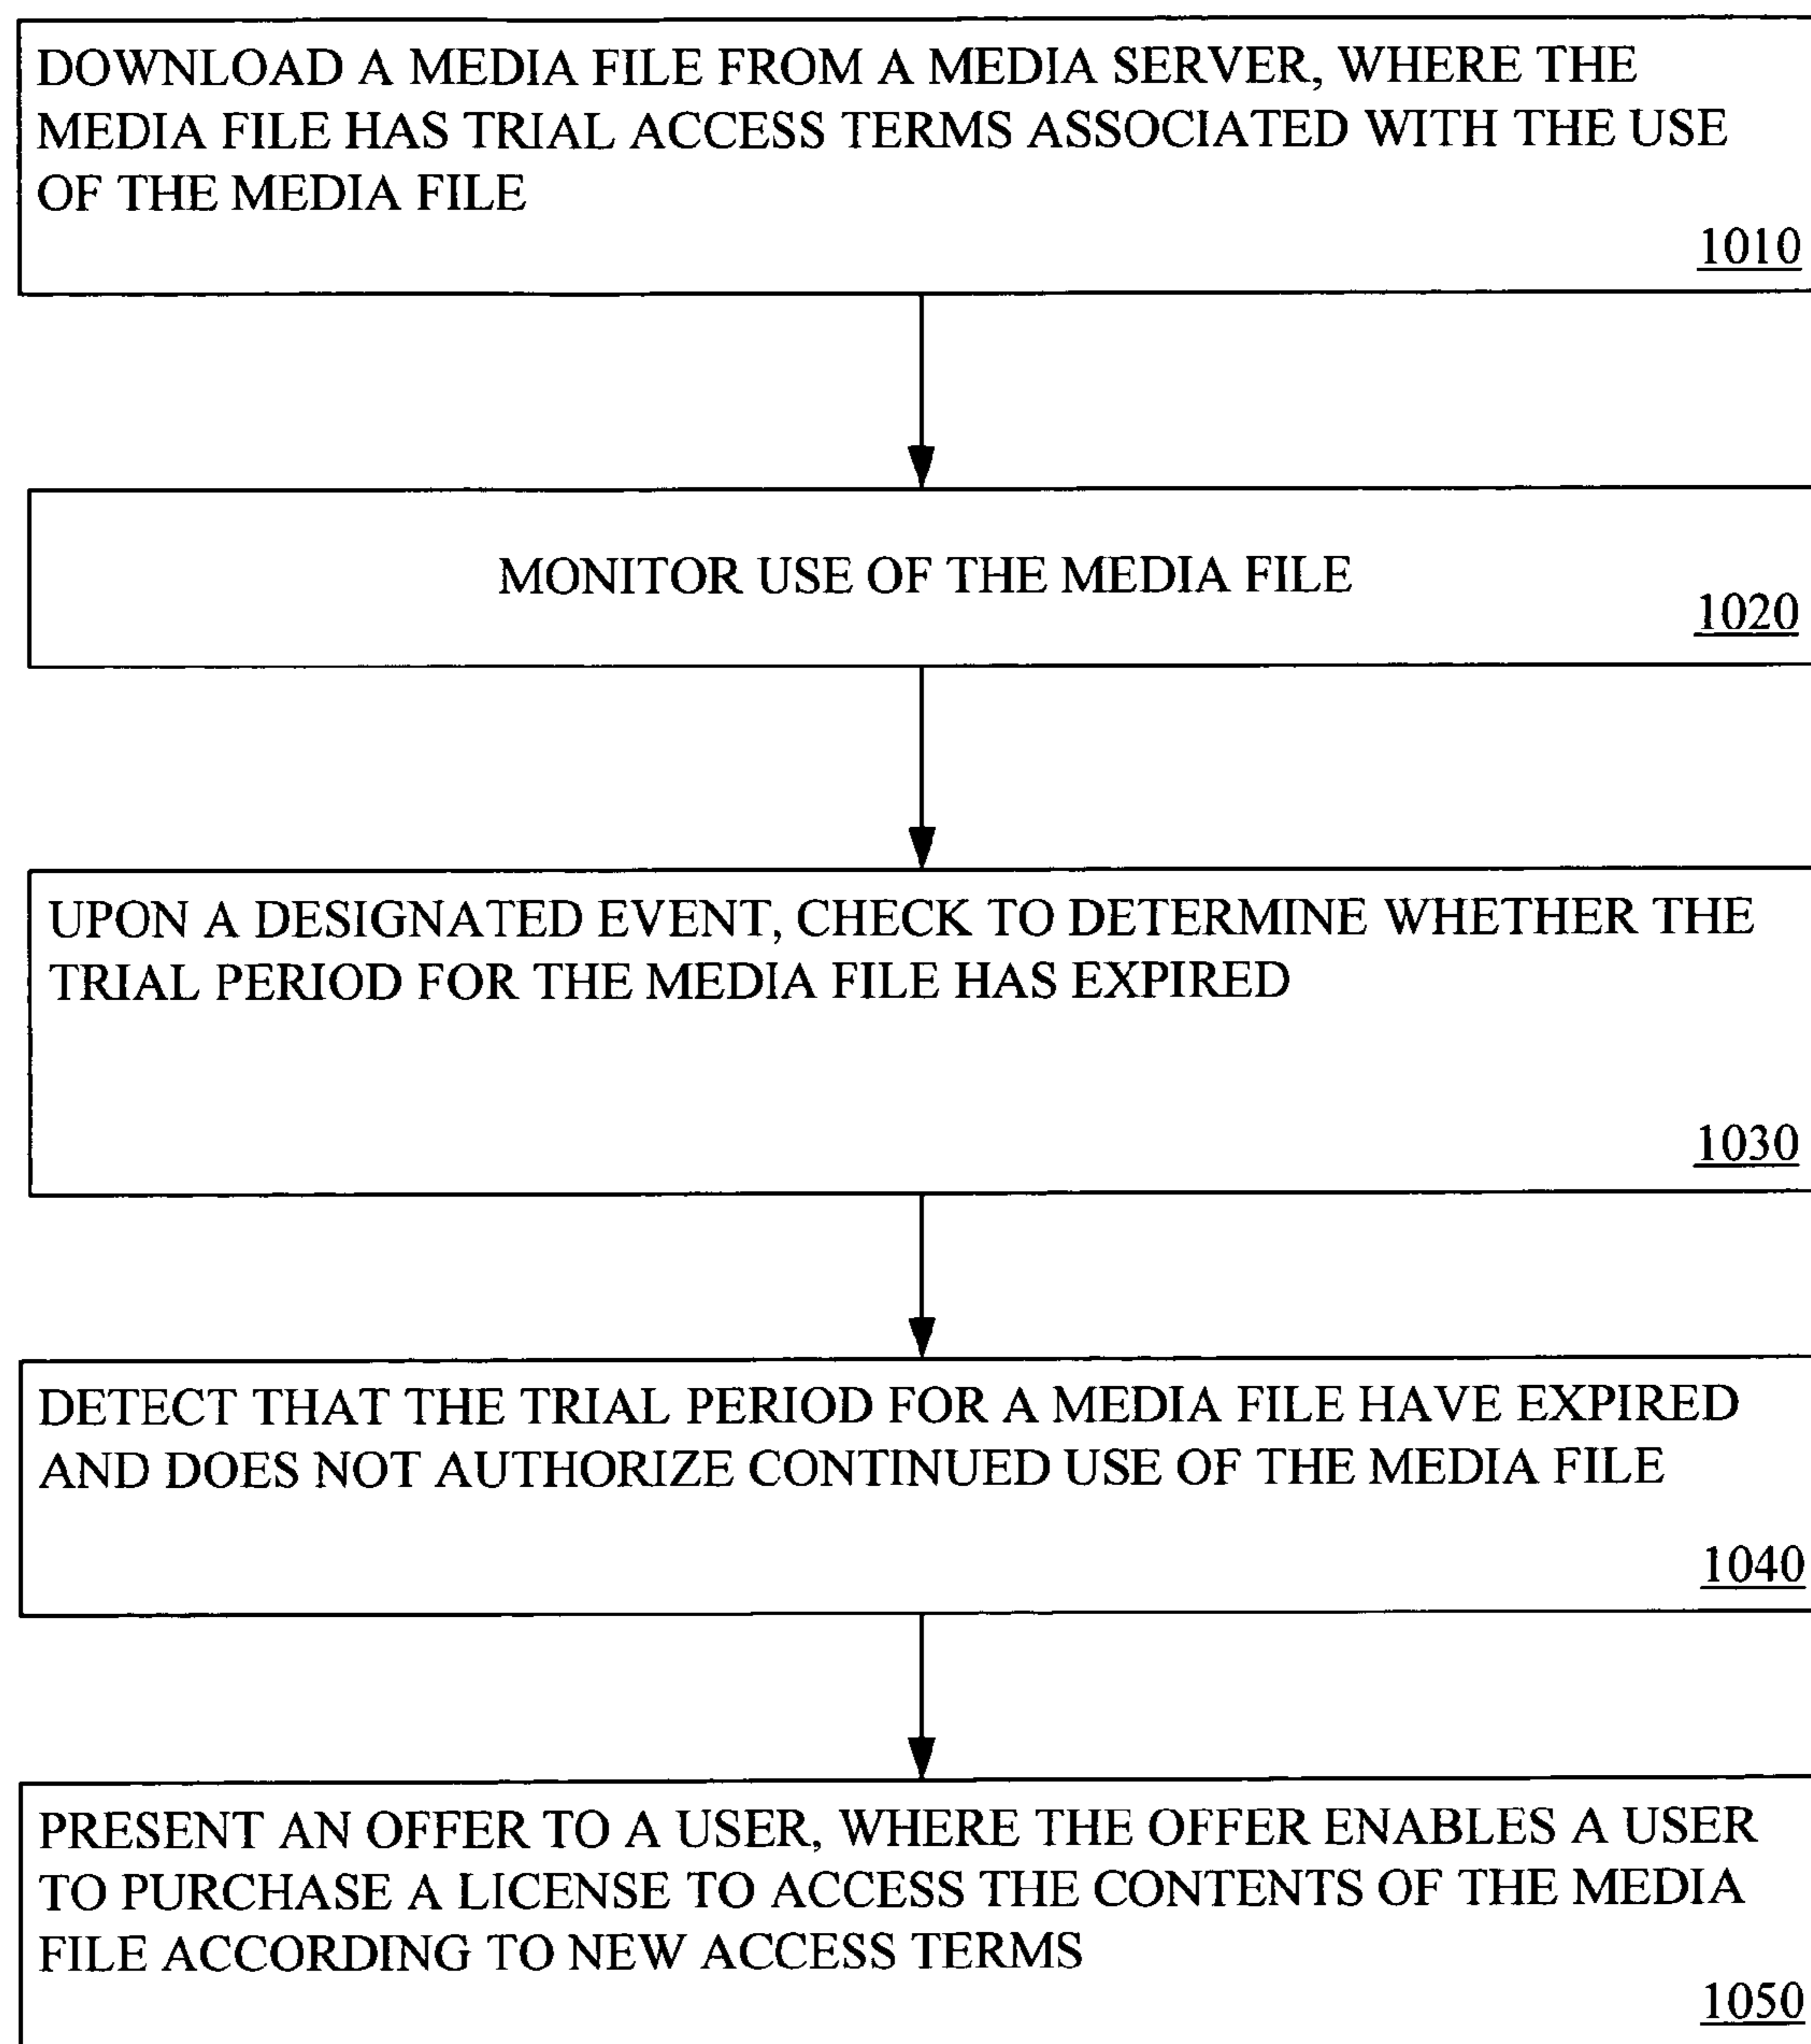 DOWNLOAD A MEDIA FILE FROM A MEDIA SERVER, WHERE THE
MEDIA FILE HAS TRIAL ACCESS TERMS ASSOCIATED WITH THE USE
OF THE MEDIA FILE
1010
MONITOR USE OF THE MEDIA FILE
1020
UPON A DESIGNATED EVENT, CHECK TO DETERMINE WHETHER THE
TRIAL PERIOD FOR THE MEDIA FILE HAS EXPIRED
1030
DETECT THAT THE TRIAL PERIOD FOR A MEDIA FILE HAVE EXPIRED
AND DOES NOT AUTHORIZE CONTINUED USE OF THE MEDIA FILE
1040
PRESENT AN OFFER TO A USER, WHERE THE OFFER ENABLES A USER
TO PURCHASE A LICENSE TO ACCESS THE CONTENTS OF THE MEDIA
FILE ACCORDING TO NEW ACCESS TERMS
1050